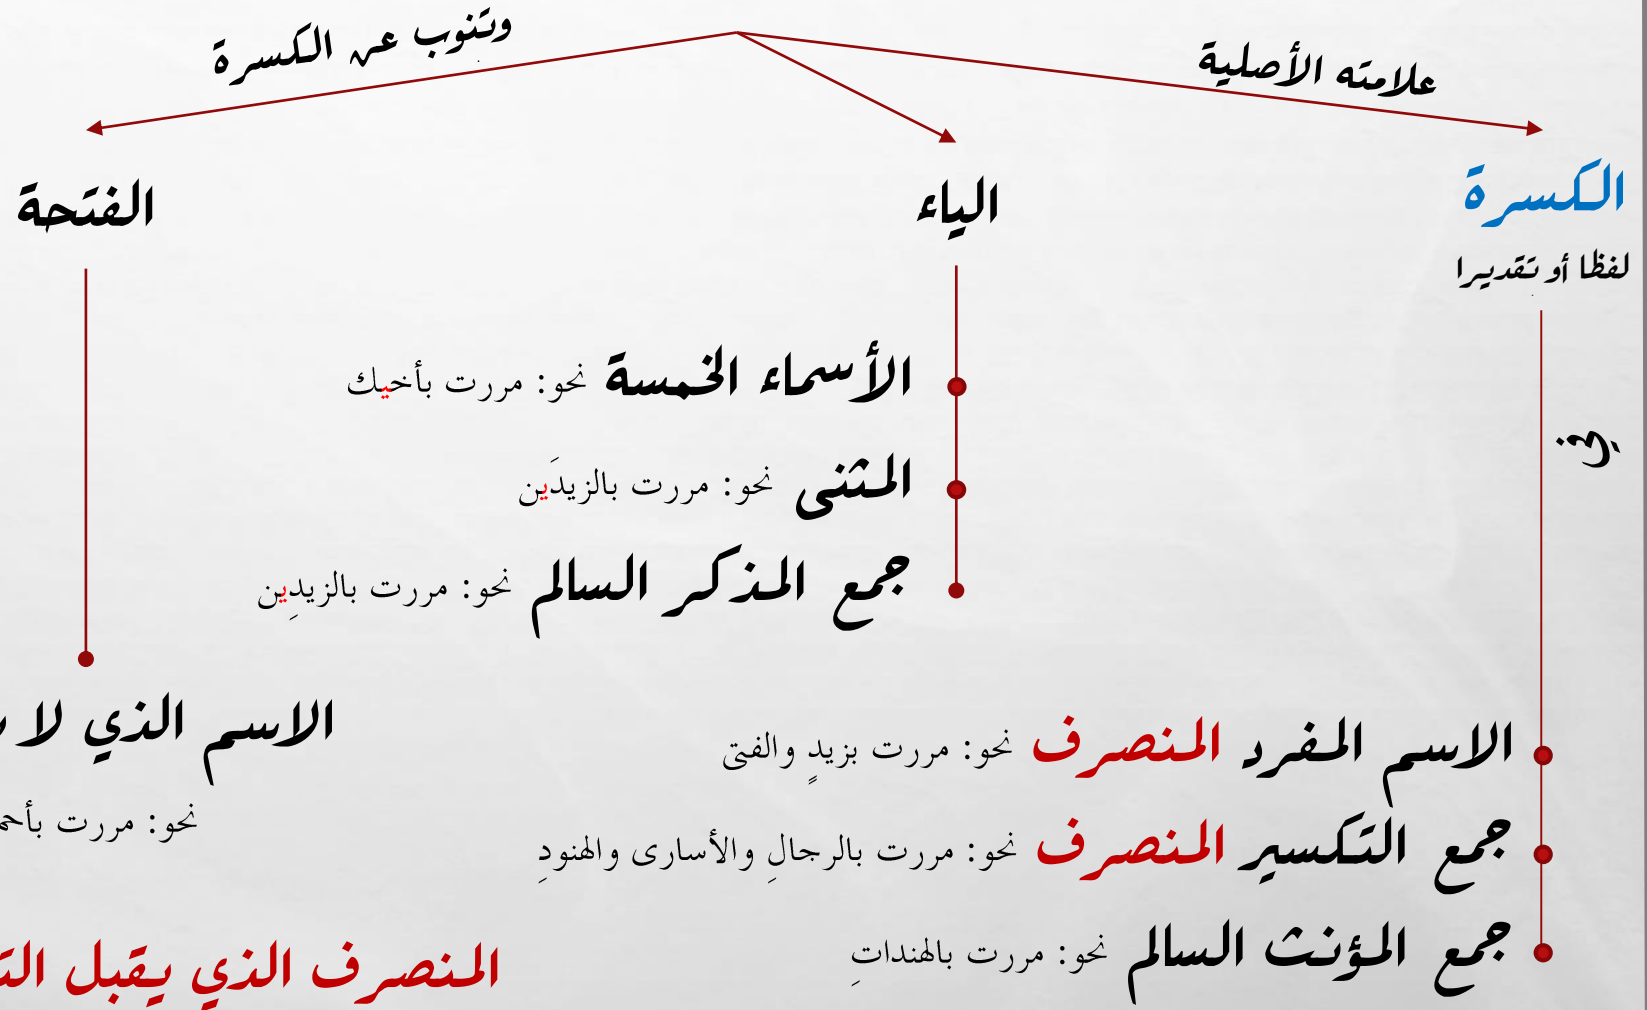 علامته الأصلية
وتنوب عن الكسرة
الكسرة
لفظا أو تقديرا
في
الاسم المفرد المنصرف نحو: مررت بزيدٍ والفتى
جمع التكسير المنصرف نحو: مررت بالرجالِ والأسارى والهنودِ
جمع المؤنث السالم نحو: مررت بالهنداتِ
الياء
الأسماء الخمسة نحو: مررت بأخيك
المثنى نحو: مررت بالزيدَين
جمع المذكر السالم نحو: مررت بالزيدِين
الفتحة
الاسم الذي لا
نحو: مررت
المنصرف الذي يقبل